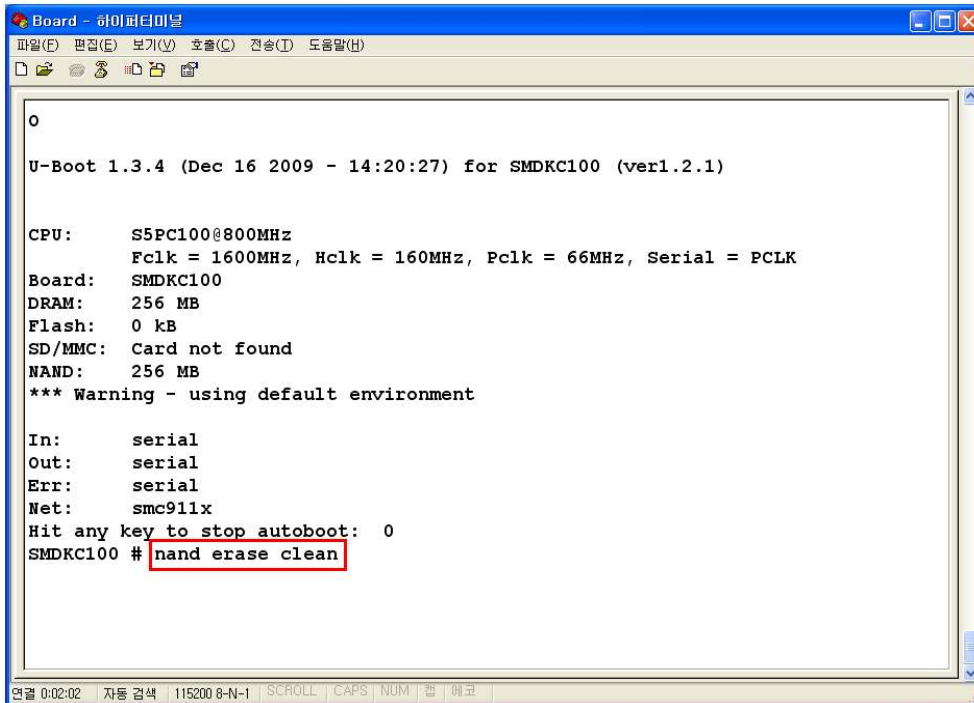 Board - 하이퍼터미널
파일(F) 편집(E) 보기(V) 호출(C) 전송(T) 도움말(H)
O
U-Boot 1.3.4 (Dec 16 2009 - 14:20:27) for SMDKC100 (ver1.2.1)
CPU: S5PC100@800MHz
Fclk = 1600MHz, Hclk = 160MHz, Pclk = 66MHz, Serial = PCLK
Board: SMDKC100
DRAM: 256 MB
Flash: 0 kB
SD/MMC: Card not found
NAND: 256 MB
*** Warning - using default environment
In: serial
Out: serial
Err: serial
Net: smc911x
Hit any key to stop autoboot: 0
SMDKC100 # nand erase clean
연결 0:02:02 자동 검색 115200 8-N-1 SCROLL CAPS NUM 캡 에코